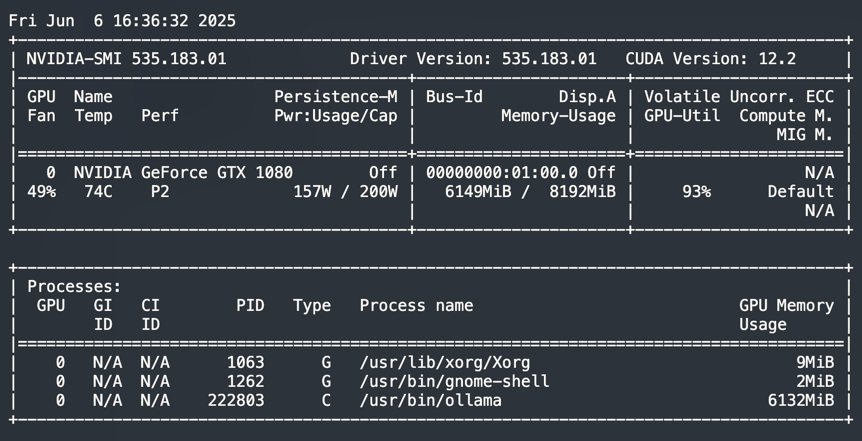 Fri Jun  6 16:36:32 2025
+---------------------------------------------------------------------------------------+
| NVIDIA-SMI 535.183.01             Driver Version: 535.183.01   CUDA Version: 12.2     |
|-----------------------------------------+----------------------+----------------------+
| GPU  Name                 Persistence-M | Bus-Id        Disp.A | Volatile Uncorr. ECC |
| Fan  Temp   Perf          Pwr:Usage/Cap |         Memory-Usage | GPU-Util  Compute M. |
|                                         |                      |               MIG M. |
|=========================================+======================+======================|
|   0  NVIDIA GeForce GTX 1080        Off | 00000000:01:00.0 Off |                  N/A |
| 49%   74C    P2             157W / 200W |   6149MiB /  8192MiB |     93%      Default |
|                                         |                      |                  N/A |
+-----------------------------------------+----------------------+----------------------+

+---------------------------------------------------------------------------------------+
| Processes:                                                                            |
|  GPU   GI   CI        PID   Type   Process name                            GPU Memory |
|        ID   ID                                                             Usage      |
|=======================================================================================|
|    0   N/A  N/A      1063      G   /usr/lib/xorg/Xorg                            9MiB |
|    0   N/A  N/A      1262      G   /usr/bin/gnome-shell                          2MiB |
|    0   N/A  N/A    222803      C   /usr/bin/ollama                            6132MiB |
+---------------------------------------------------------------------------------------+